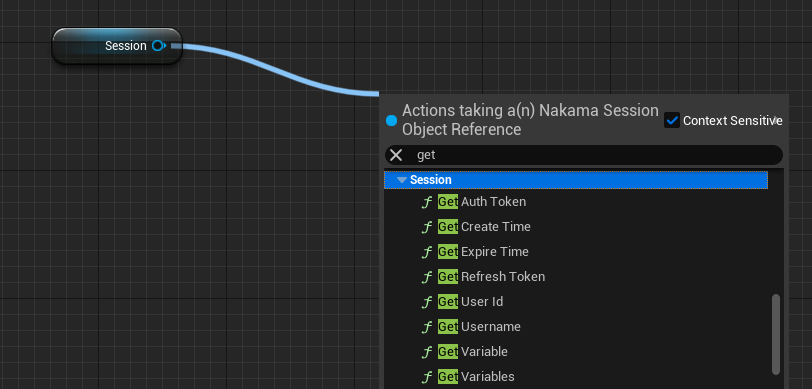 Session
Actions taking a(n) Nakama Session
Object Reference
Context Sensitive
get
Session
Get Auth Token
Get Create Time
Get Expire Time
Get Refresh Token
Get User Id
Get Username
Get Variable
Get Variables